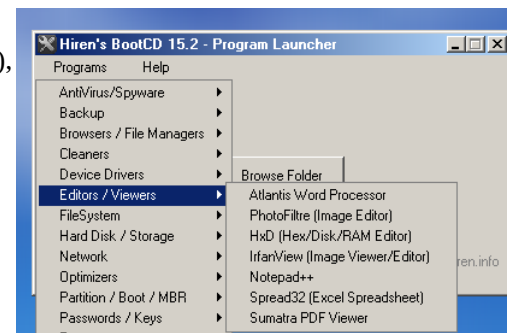 ),
Hiren's BootCD 15.2 - Program Launcher
Programs Help
AntiVirus/Spyware
Backup
Browsers / File Managers
Cleaners
Device Drivers
Browse Folder
Editors / Viewers
Atlantis Word Processor
FileSystem
PhotoFiltre (Image Editor)
Hard Disk / Storage
HxD (Hex/Disk/RAM Editor)
Network
IrfanView (Image Viewer/Editor)
ren.info
Optimizers
Notepad++
Partition / Boot / MBR
Spread32 (Excel Spreadsheet)
Passwords / Keys
Sumatra PDF Viewer